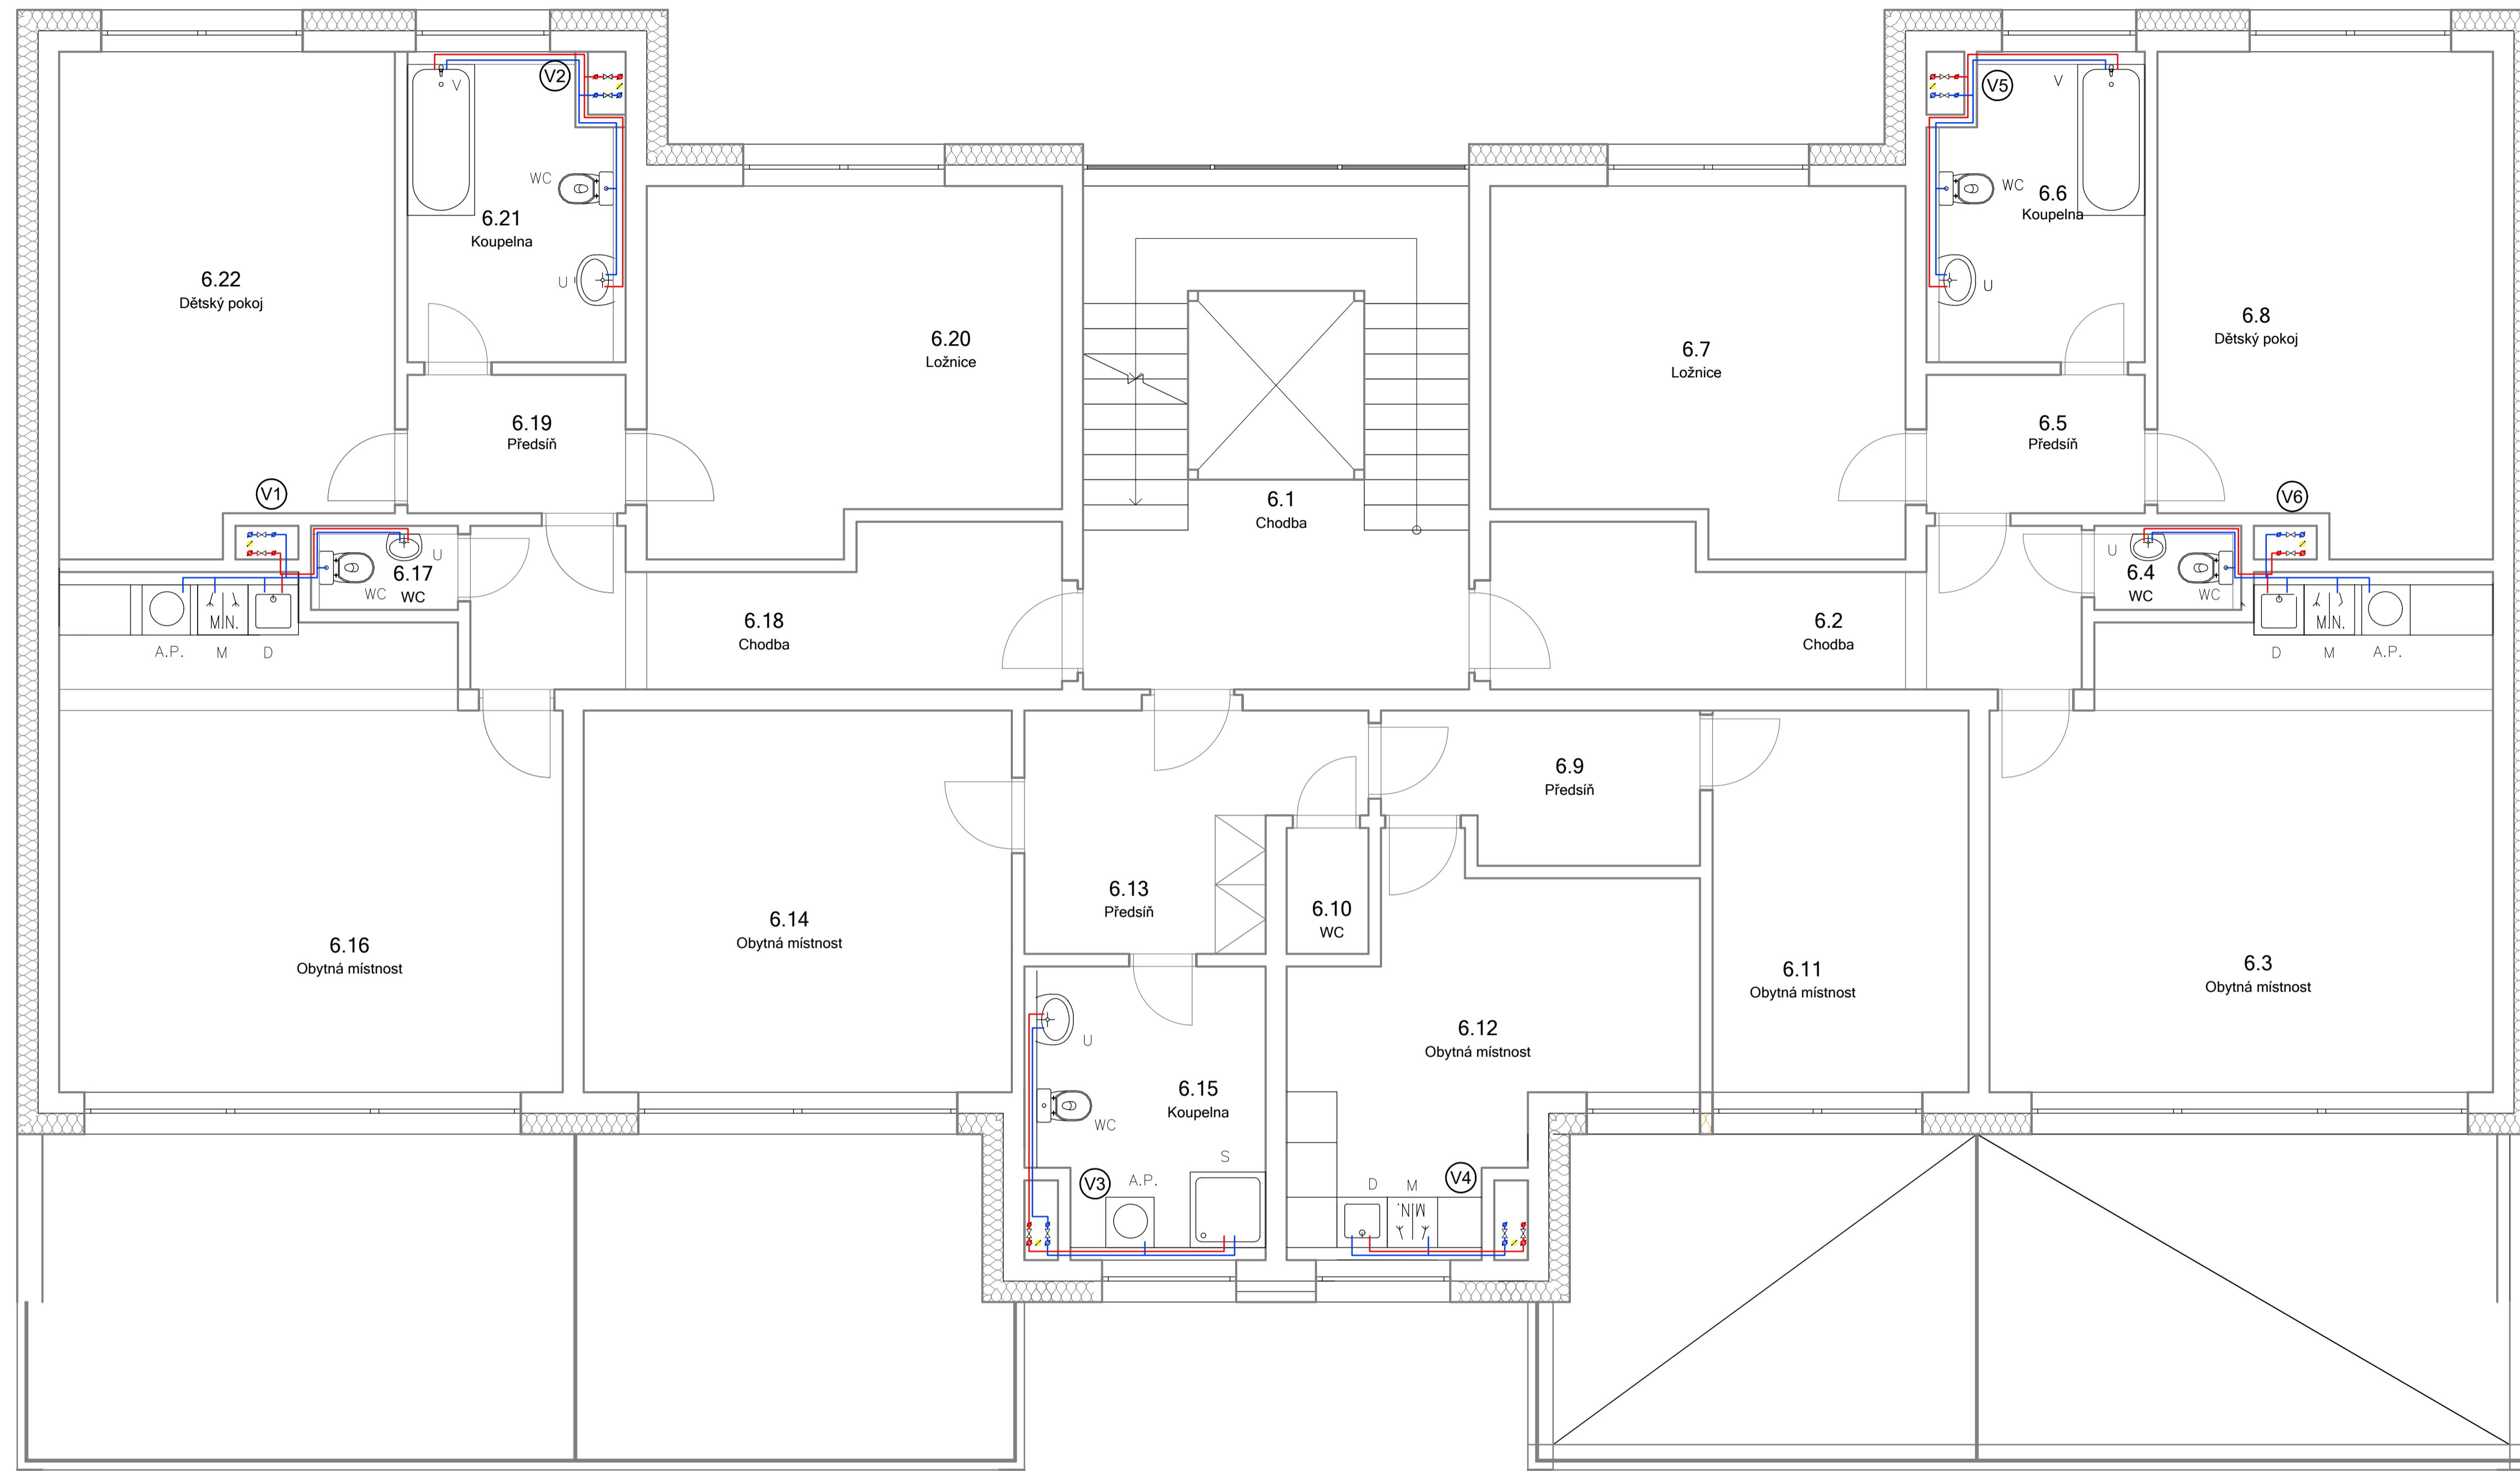 V2
V
WC
6.21
Koupelna
U
6.22
Dětský pokoj
6.20
Ložnice
6.19
Předsíň
V1
U
6.17
WC
WC
M|N.
A.P.
M
D
6.18
Chodba
6.1
Chodba
V5
V
WC
6.6
Koupelna
U
6.7
Ložnice
6.8
Dětský pokoj
6.5
Předsíň
V6
U
6.4
WC
WC
M|N.
D
M
A.P.
6.2
Chodba
6.9
Předsíň
6.13
Předsíň
6.10
WC
6.14
Obytná místnost
6.16
Obytná místnost
6.11
Obytná místnost
6.3
Obytná místnost
6.12
Obytná místnost
U
6.15
Koupelna
WC
S
V3
A.P.
D
M
V4
M|N.